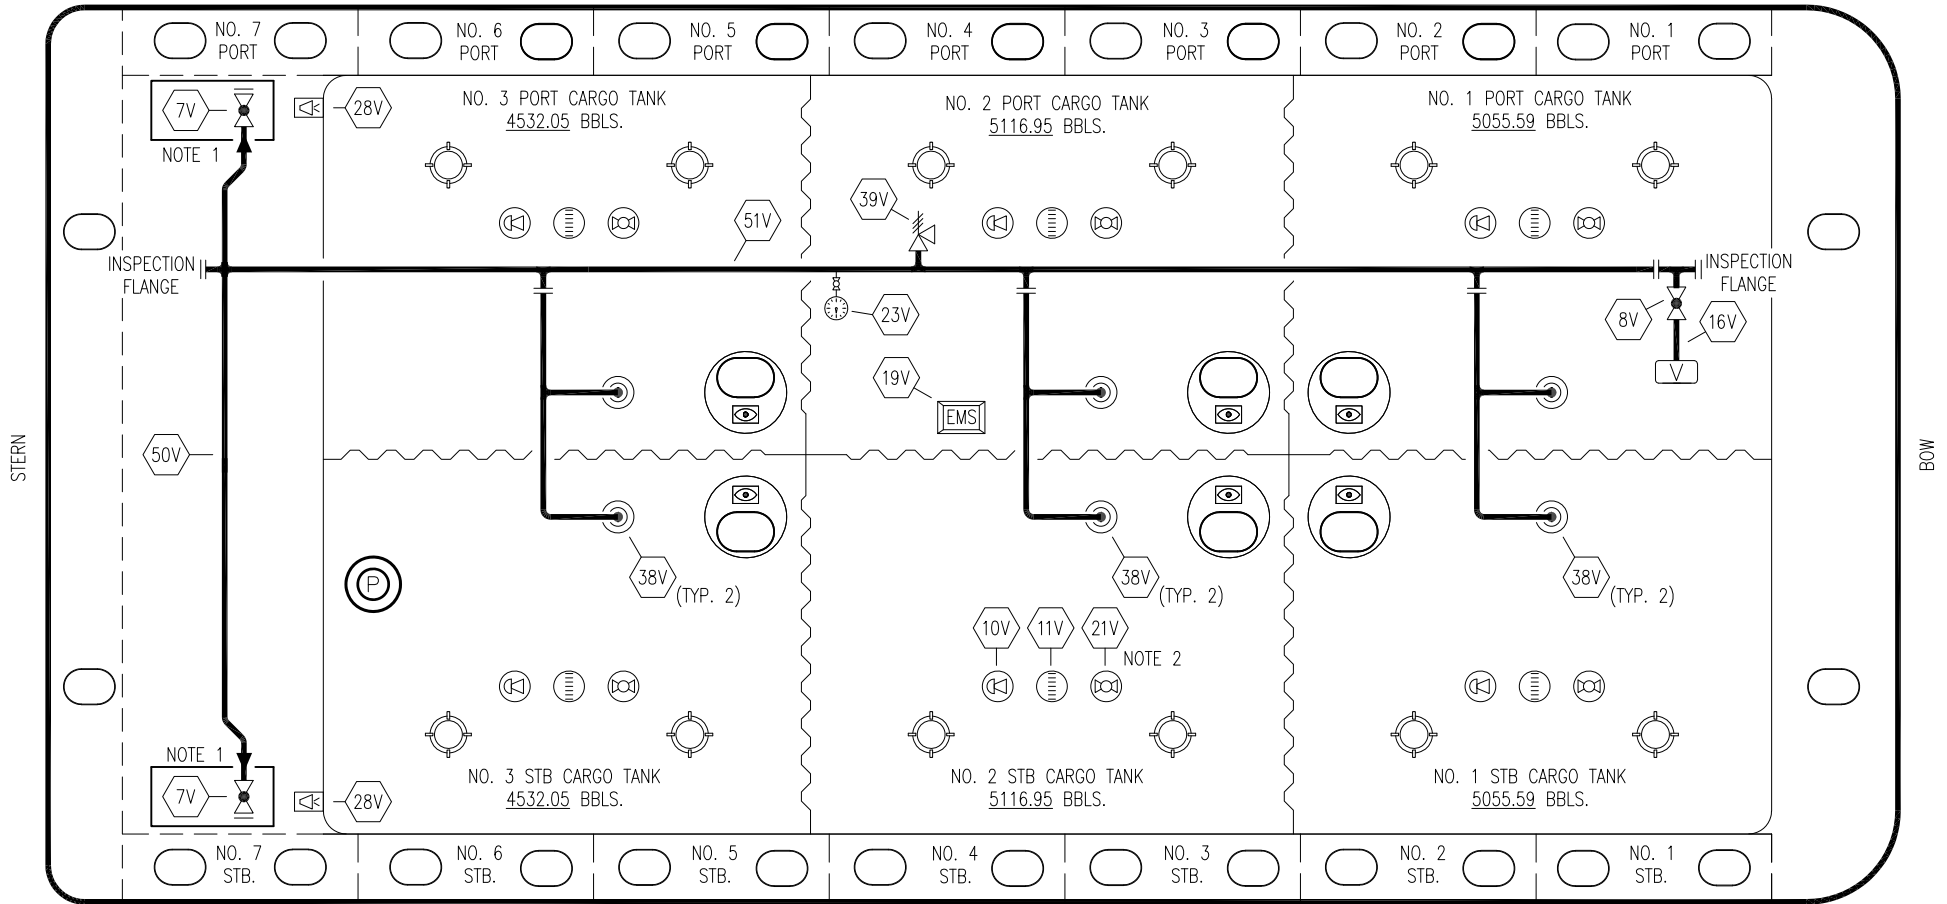 NO. 7
PORT
NO. 6
PORT
NO. 5
PORT
NO. 4
PORT
NO. 3
PORT
NO. 2
PORT
NO. 1
PORT
7V
28V
NOTE 1
NO. 3 PORT CARGO TANK
4532.05 BBLS.
NO. 2 PORT CARGO TANK
5116.95 BBLS.
NO. 1 PORT CARGO TANK
5055.59 BBLS.
51V
39V
INSPECTION
FLANGE
INSPECTION
FLANGE
23V
8V
16V
V
19V
EMS
STERN
50V
BOW
P
38V
(TYP. 2)
38V
(TYP. 2)
38V
(TYP. 2)
10V
11V
21V
NOTE 2
NOTE 1
7V
28V
NO. 3 STB CARGO TANK
4532.05 BBLS.
NO. 2 STB CARGO TANK
5116.95 BBLS.
NO. 1 STB CARGO TANK
5055.59 BBLS.
NO. 7
STB.
NO. 6
STB.
NO. 5
STB.
NO. 4
STB.
NO. 3
STB.
NO. 2
STB.
NO. 1
STB.